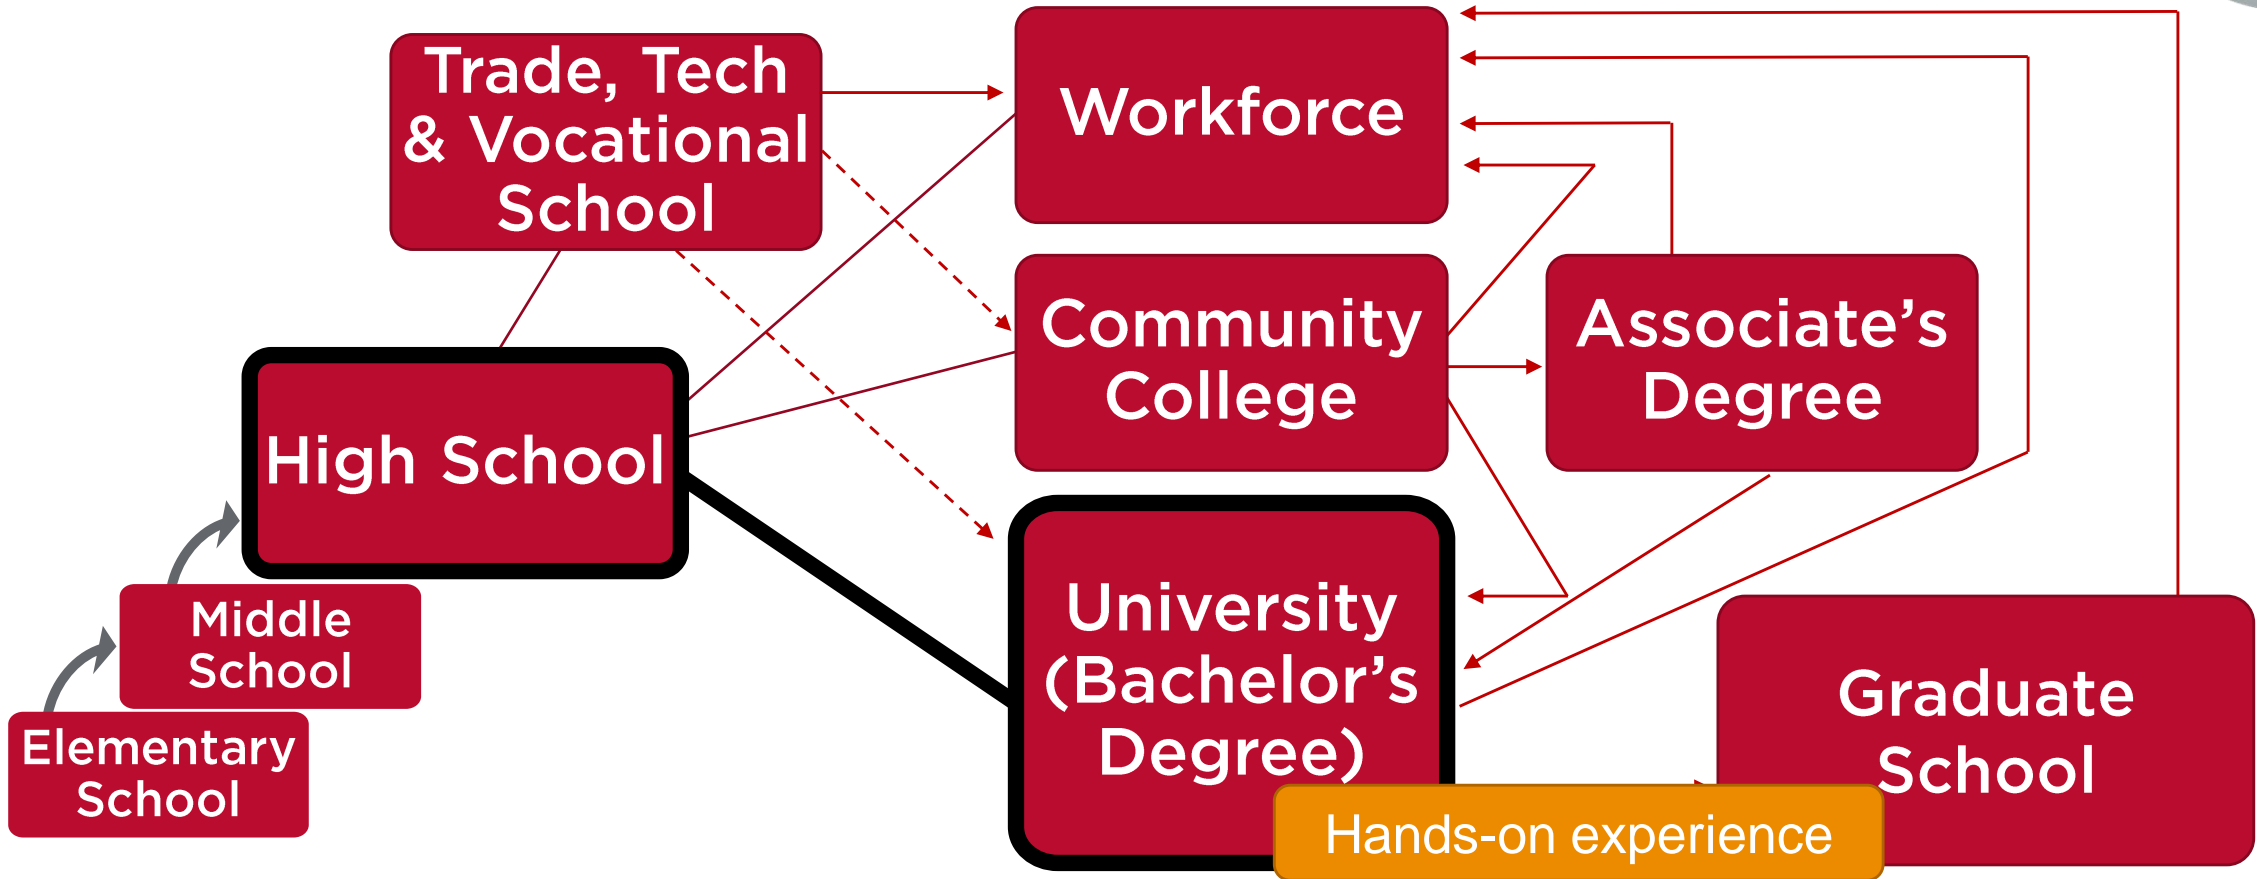 Trade, Tech
& Vocational
School
Workforce
Community
College
Associate’s
Degree
High School
University
(Bachelor’s
Degree)
Middle
School
Elementary
School
Graduate
School
Hands-on experience